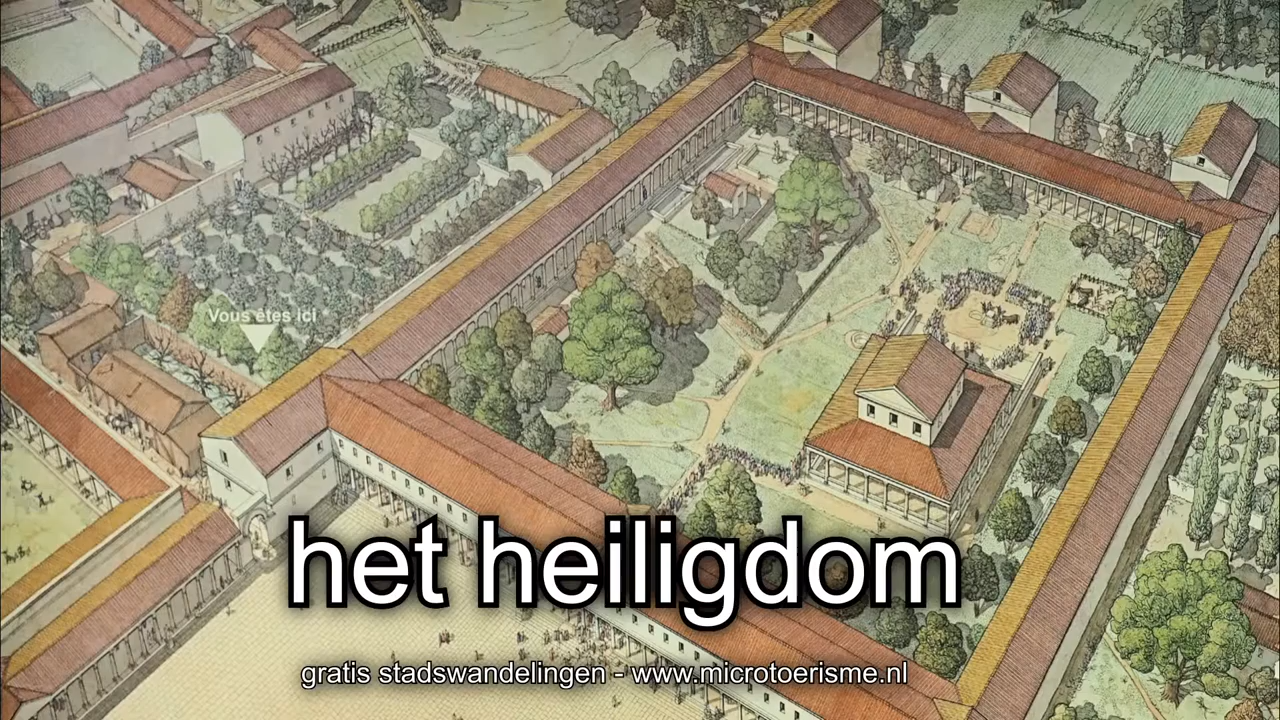 Vous êtes ici
het heiligdom
gratis stadswandelingen - www.microtoerisme.nl